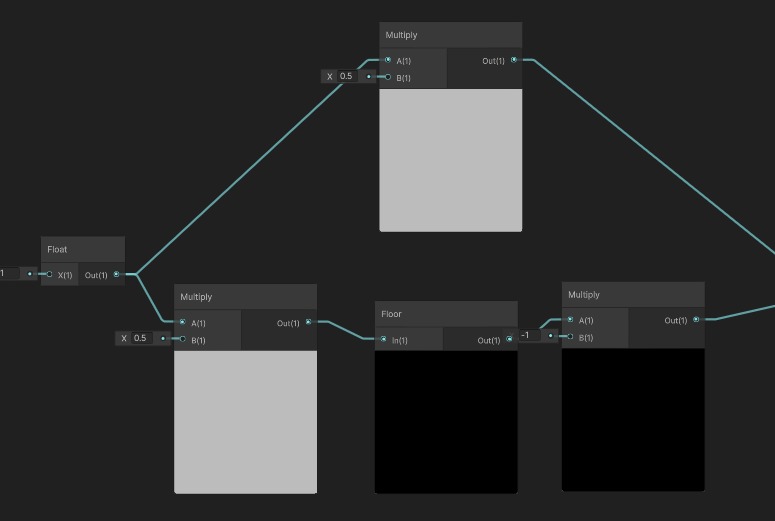 Multiply
A(1) Out(1)
X 0.5 B(1)
Float
1 X(1) Out(1)
Multiply
A(1) Out(1)
X 0.5 B(1)
Floor
In(1) Out(1)
Multiply
A(1) Out(1)
-1 B(1)